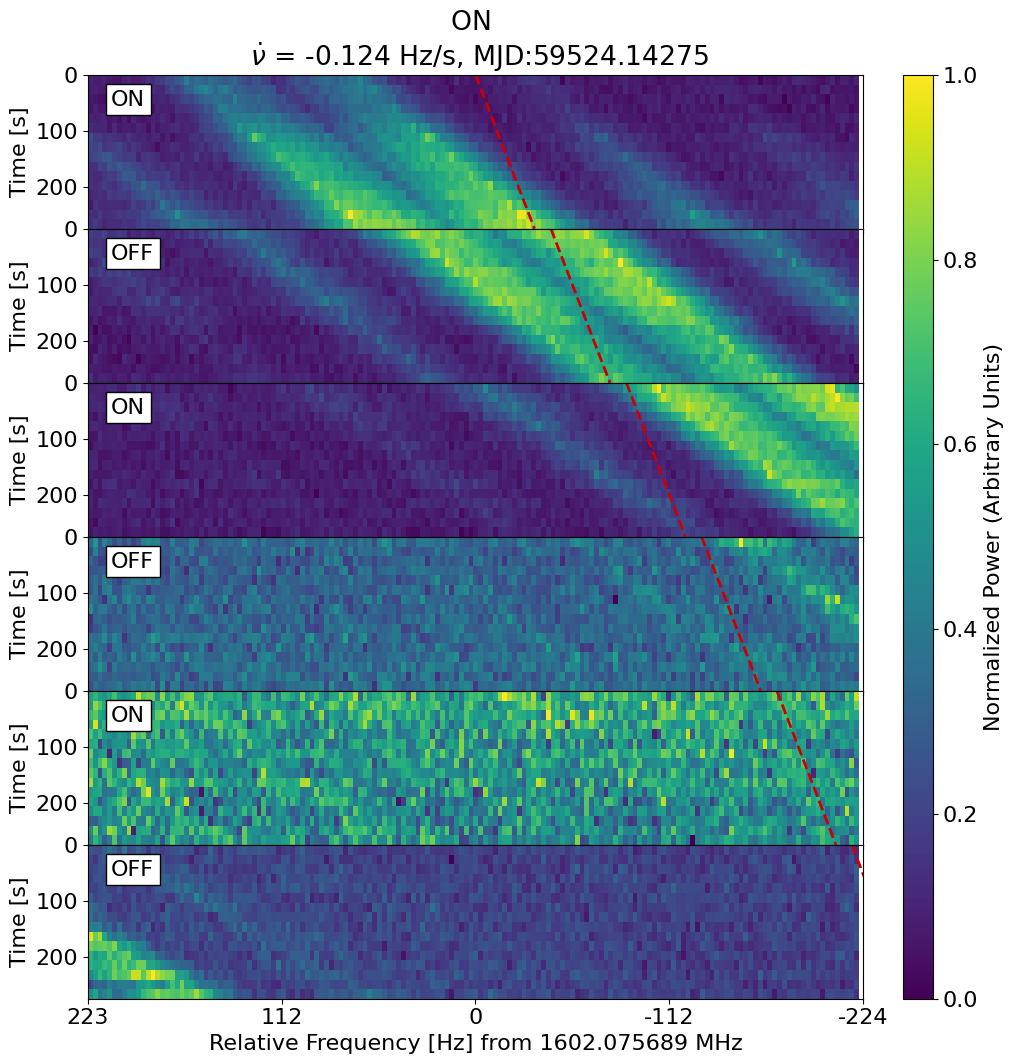 ON
ν̇ = -0.124 Hz/s, MJD:59524.14275
0
ON
100
Time [s]
200
0
OFF
100
Time [s]
200
0
ON
100
Time [s]
200
0
OFF
100
Time [s]
200
0
ON
100
Time [s]
200
0
OFF
100
Time [s]
200
223 112 0 -112 -224
Relative Frequency [Hz] from 1602.075689 MHz
1.0
0.8
0.6
0.4
0.2
0.0
Normalized Power (Arbitrary Units)